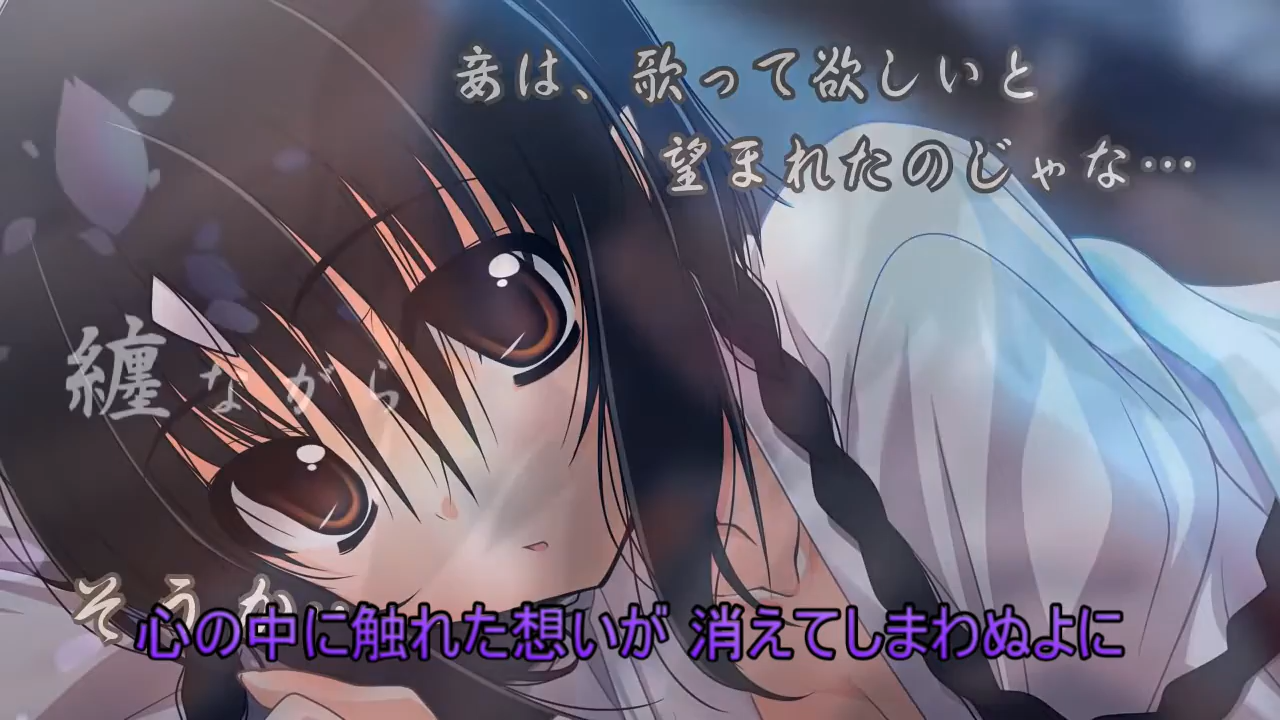 妾は、歌って欲しいと
望まれたのじゃな…
纏ながら
そうか…
心の中に触れた想いが 消えてしまわぬよに